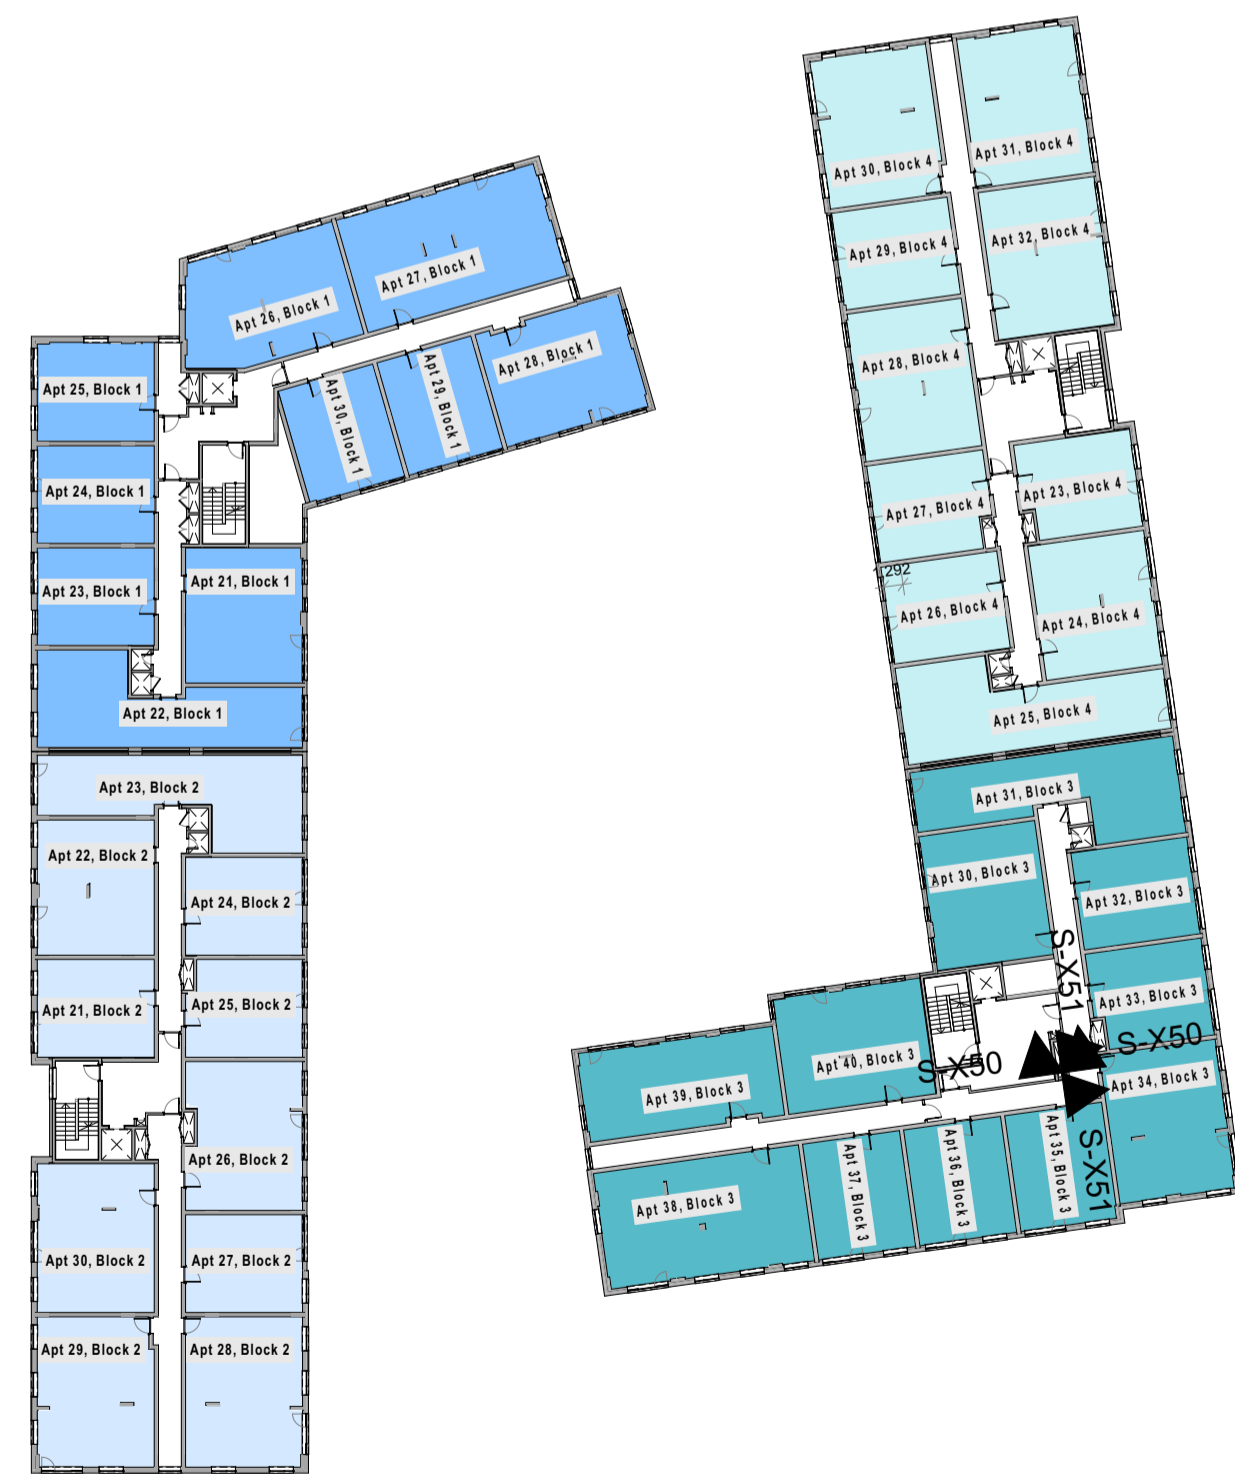 Apt 31, Block 4
Apt 30, Block 4
Apt 32, Block 4
Apt 29, Block 4
Apt 28, Block 4
Apt 23, Block 4
Apt 27, Block 4
Apt 26, Block 4
Apt 24, Block 4
Apt 25, Block 4
Apt 27, Block 1
Apt 26, Block 1
Apt 28, Block 1
Apt 29, Block 1
Apt 30, Block 1
Apt 25, Block 1
Apt 24, Block 1
Apt 23, Block 1
Apt 21, Block 1
Apt 22, Block 1
Apt 23, Block 2
Apt 22, Block 2
Apt 24, Block 2
Apt 21, Block 2
Apt 25, Block 2
Apt 26, Block 2
Apt 30, Block 2
Apt 27, Block 2
Apt 29, Block 2
Apt 28, Block 2
Apt 31, Block 3
Apt 30, Block 3
Apt 32, Block 3
Apt 33, Block 3
S-X51
S-X50
S-X50
Apt 34, Block 3
Apt 40, Block 3
Apt 39, Block 3
Apt 35, Block 3
S-X51
Apt 36, Block 3
Apt 37, Block 3
Apt 38, Block 3